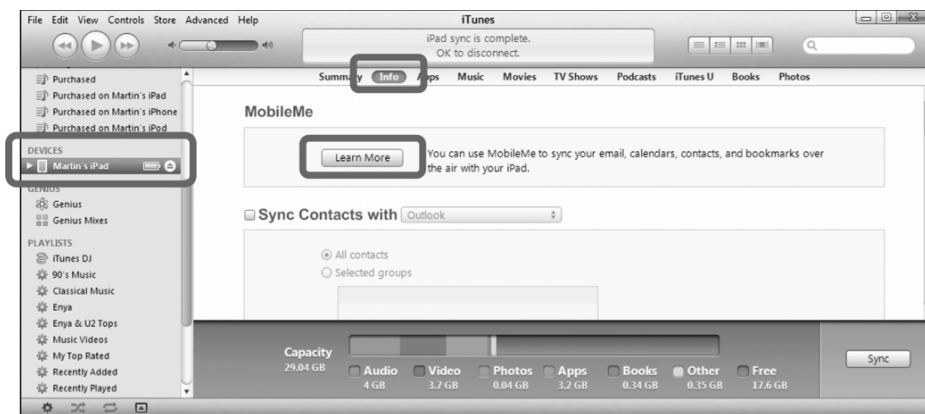 File Edit View Controls Store Advanced Help
iTunes
iPad sync is complete.
OK to disconnect.
Purchased
Purchased on Martin's iPad
Purchased on Martin's iPhone
Purchased on Martin's iPod
DEVICES
Martin's iPad
GENIUS
Genius
Genius Mixes
PLAYLISTS
iTunes DJ
90's Music
Classical Music
Enya
Enya & U2 Tops
Music Videos
My Top Rated
Recently Added
Recently Played
Summary Info Apps Music Movies TV Shows Podcasts iTunes U Books Photos
MobileMe
Learn More
You can use MobileMe to sync your email, calendars, contacts, and bookmarks over
the air with your iPad.
Sync Contacts with Outlook
All contacts
Selected groups
Capacity
29.04 GB
Audio Video Photos Apps Books Other Free
4 GB 3.7 GB 0.04 GB 3.2 GB 0.34 GB 0.35 GB 17.6 GB
Sync